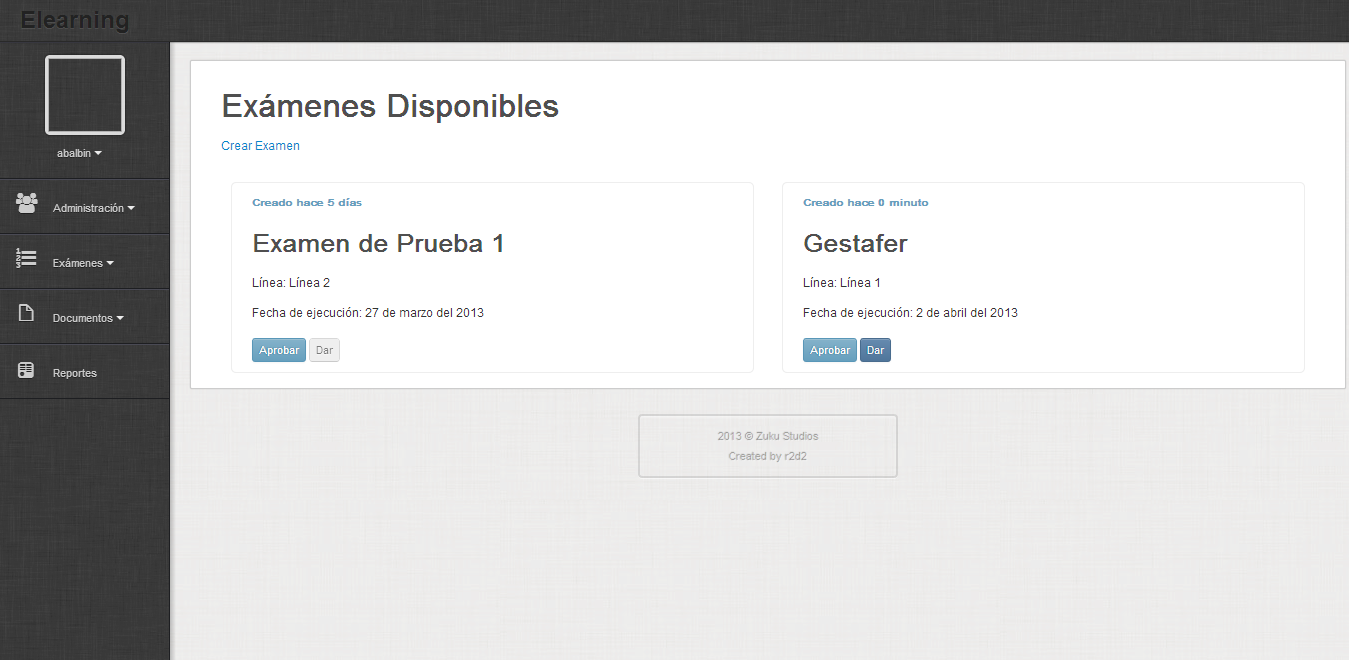 Elearning
abalbin
Administración
Exámenes
Documentos
Reportes
Exámenes Disponibles
Crear Examen
Creado hace 5 días
Examen de Prueba 1
Línea: Línea 2
Fecha de ejecución: 27 de marzo del 2013
Aprobar Dar
Creado hace 0 minuto
Gestafer
Línea: Línea 1
Fecha de ejecución: 2 de abril del 2013
Aprobar Dar
2013 © Zuku Studios
Created by r2d2